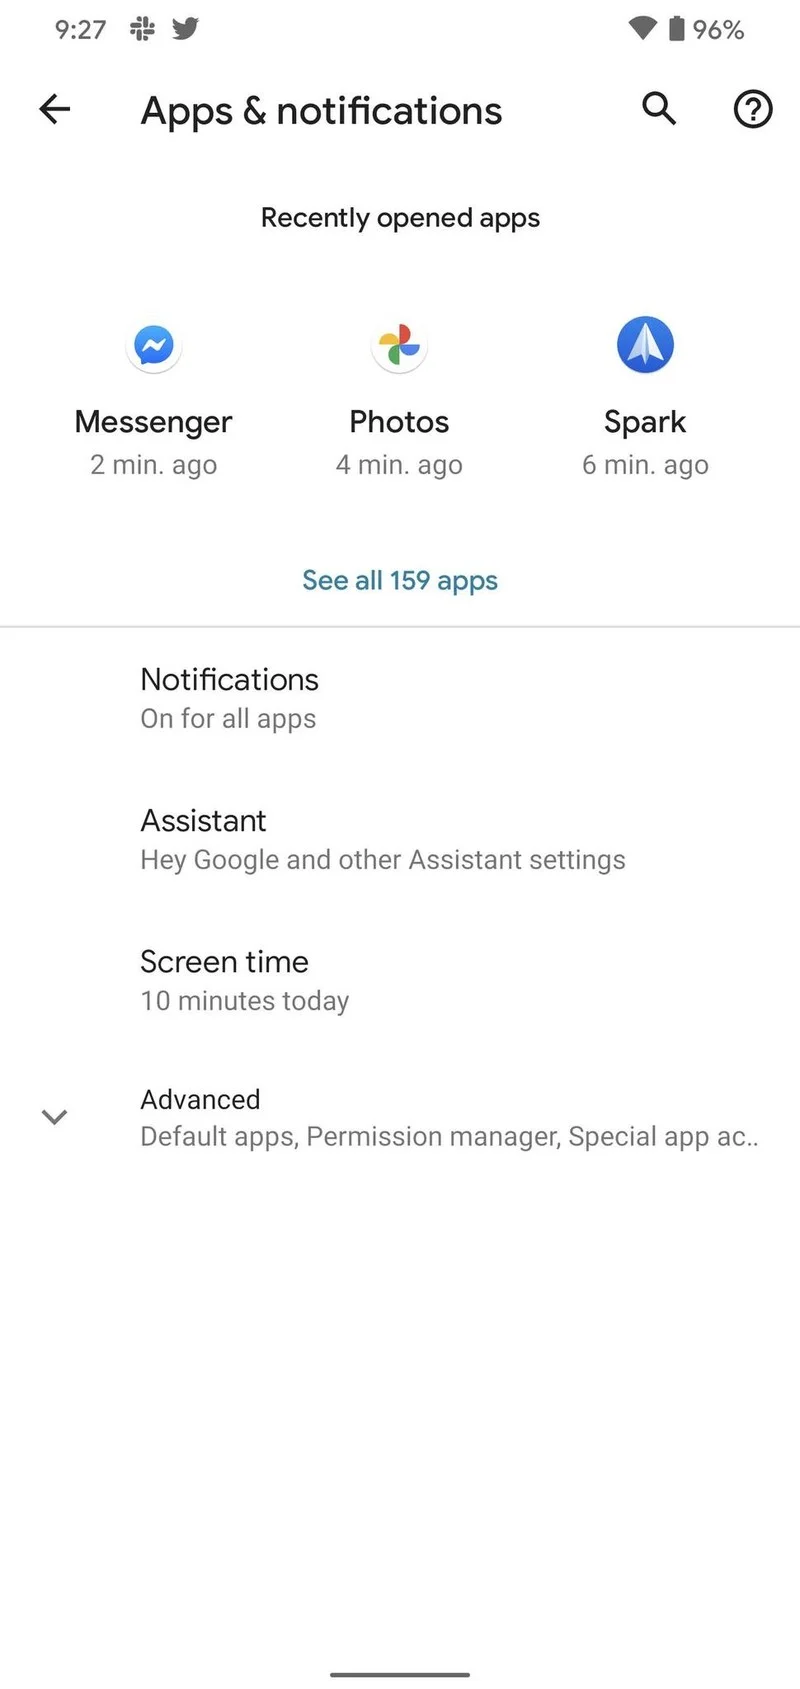 9:27 96%
Apps & notifications
Recently opened apps
Messenger Photos Spark
2 min. ago 4 min. ago 6 min. ago
See all 159 apps
Notifications
On for all apps
Assistant
Hey Google and other Assistant settings
Screen time
10 minutes today
Advanced
Default apps, Permission manager, Special app ac..